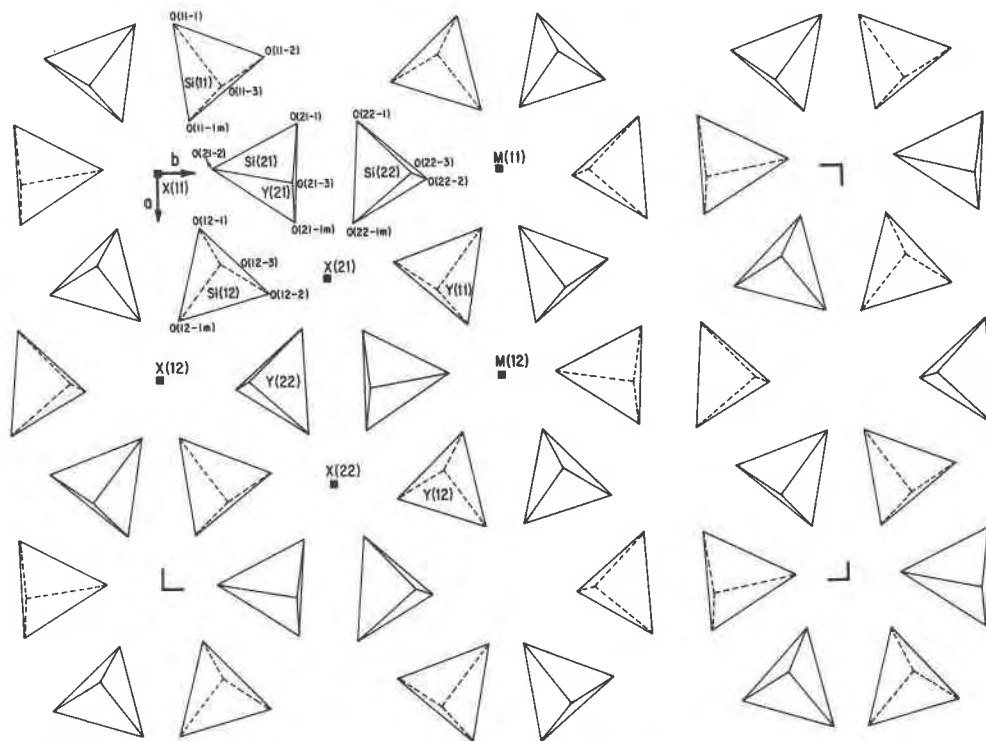 O(11-1)
O(11-2)
Si(11)
O(11-3)
O(11-1m)
O(21-1)
O(22-1)
O(21-2)
Si(21)
O(22-3)
M(11)
b
Si(22)
O(22-2)
X(11)
Y(21)
O(21-3)
a
O(12-1)
O(21-1m)
O(22-1m)
O(12-3)
X(21)
Si(12)
O(12-2)
Y(11)
O(12-1m)
X(12)
M(12)
Y(22)
X(22)
Y(12)